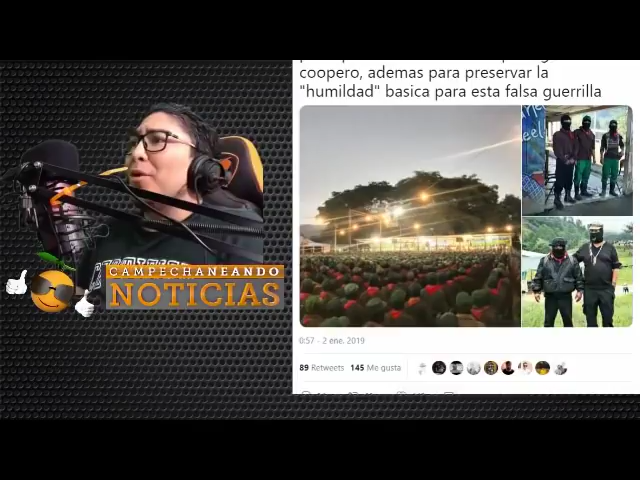 coopero, ademas para preservar la
"humildad" basica para esta falsa guerrilla
CAMPECHANEANDO
NOTICIAS
0:57 - 2 ene. 2019
89 Retweets 145 Me gusta